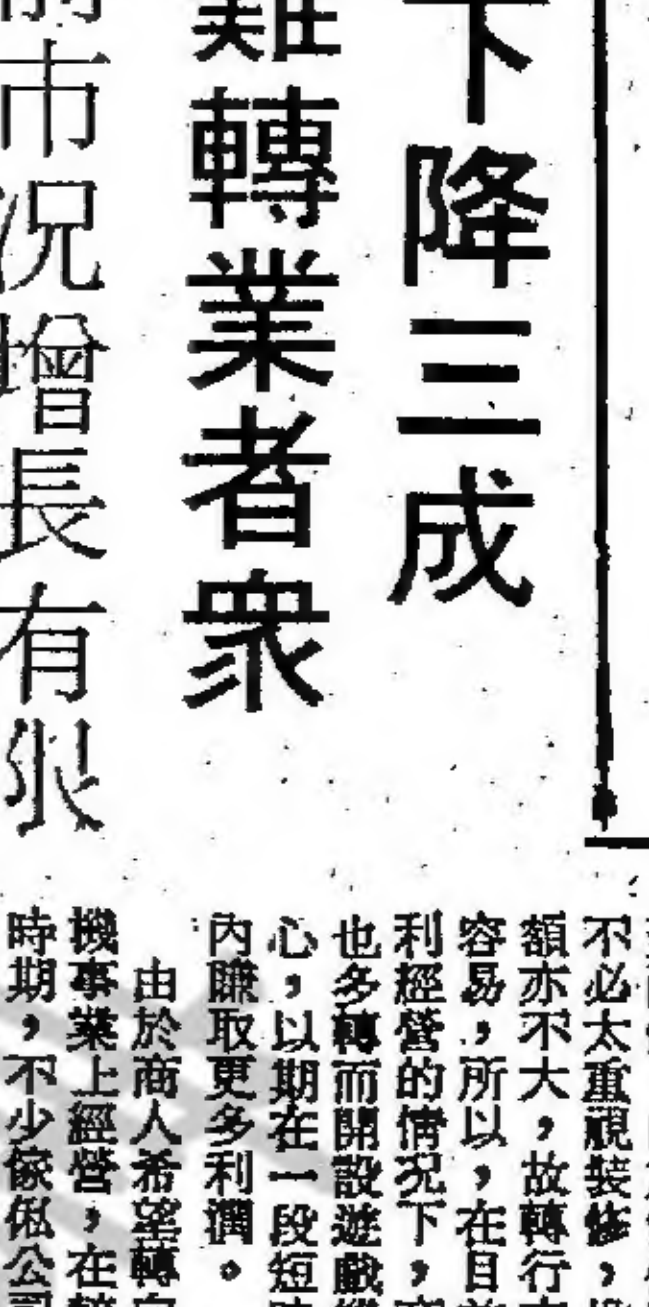 下降三成
難轉業者衆
市況增長有限
不必太重視裝修，
額亦不大，故轉行
容易，所以，在目
利經營的情況下，
也多轉而開設遊戲
心，以期在一段短
內賺取更多利潤。
由於商人希望轉
機事業上經營，在
時期，不少傢俬公司